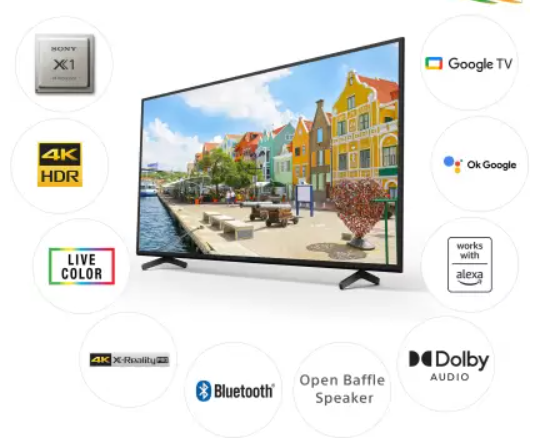 SONY
X1
Google TV
4K
HDR
Ok Google
LIVE
COLOR
works
with
alexa
4K X-Reality PRO
Bluetooth®
Open Baffle
Speaker
Dolby
AUDIO